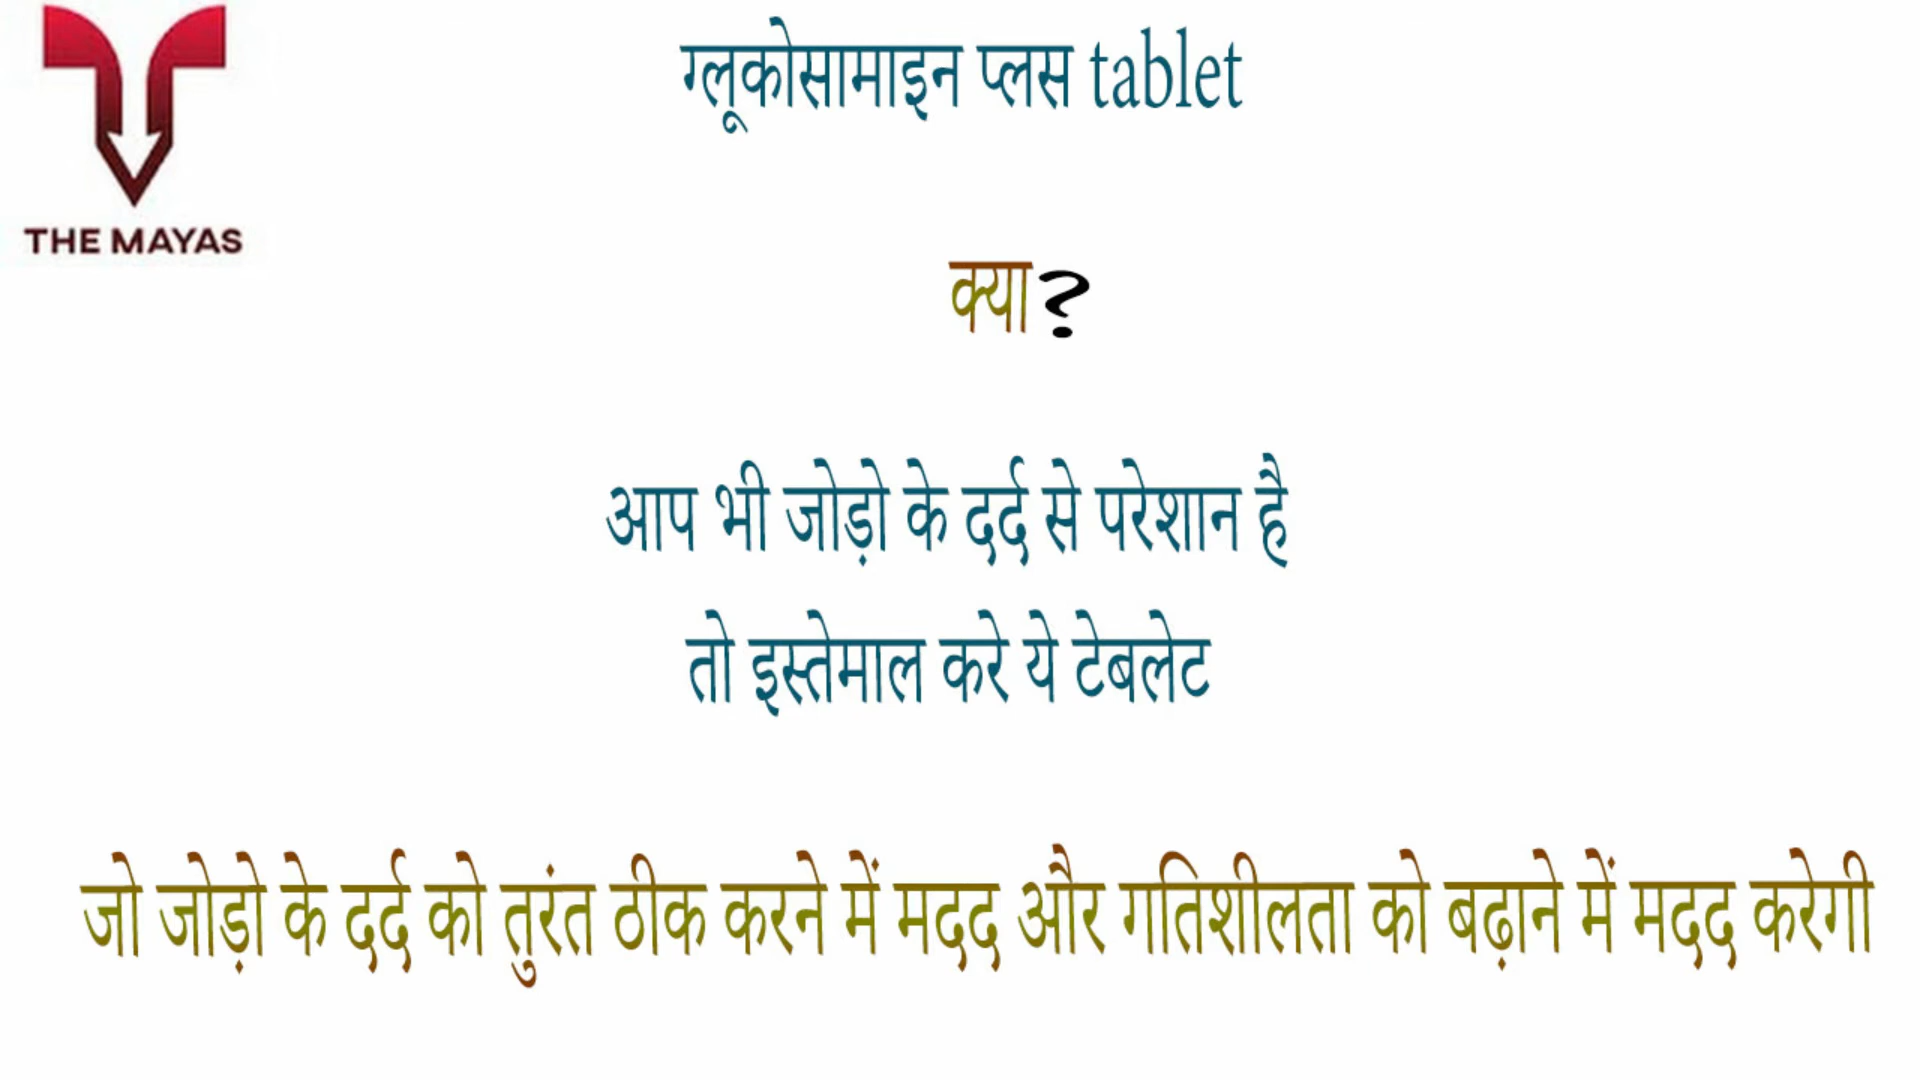 THE MAYAS
ग्लूकोसामाइन प्लस tablet
क्या?
आप भी जोड़ो के दर्द से परेशान है
तो इस्तेमाल करे ये टेबलेट
जो जोड़ो के दर्द को तुरंत ठीक करने में मदद और गतिशीलता को बढ़ाने में मदद करेगी